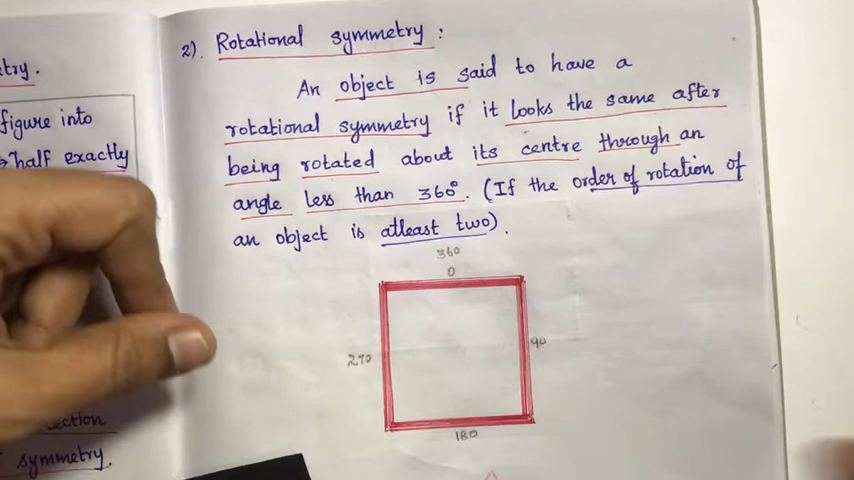 try.
figure into
half exactly
section
symmetry.
2). Rotational symmetry :
An object is said to have a
rotational symmetry if it looks the same after
being rotated about its centre through an
angle less than 360°. (If the order of rotation of
an object is atleast two).
360
0
270
90
180